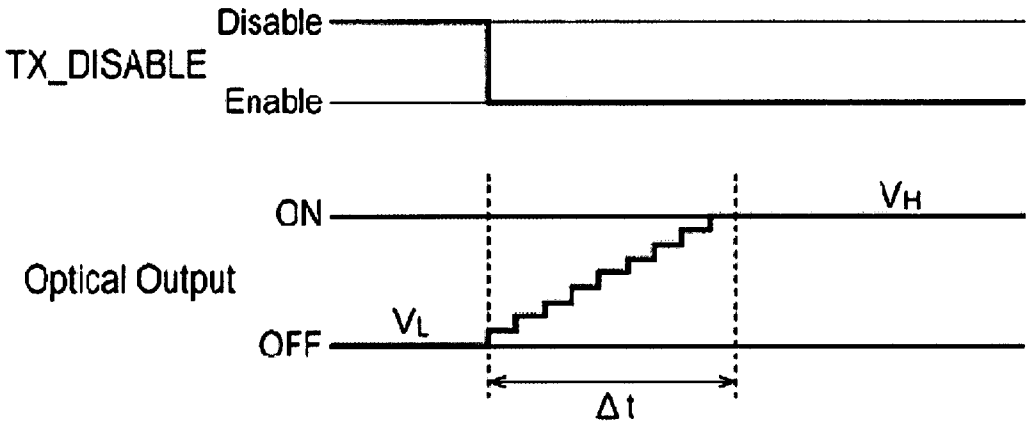 Disable
TX_DISABLE
Enable
ON
VH
Optical Output
VL
OFF
Δt